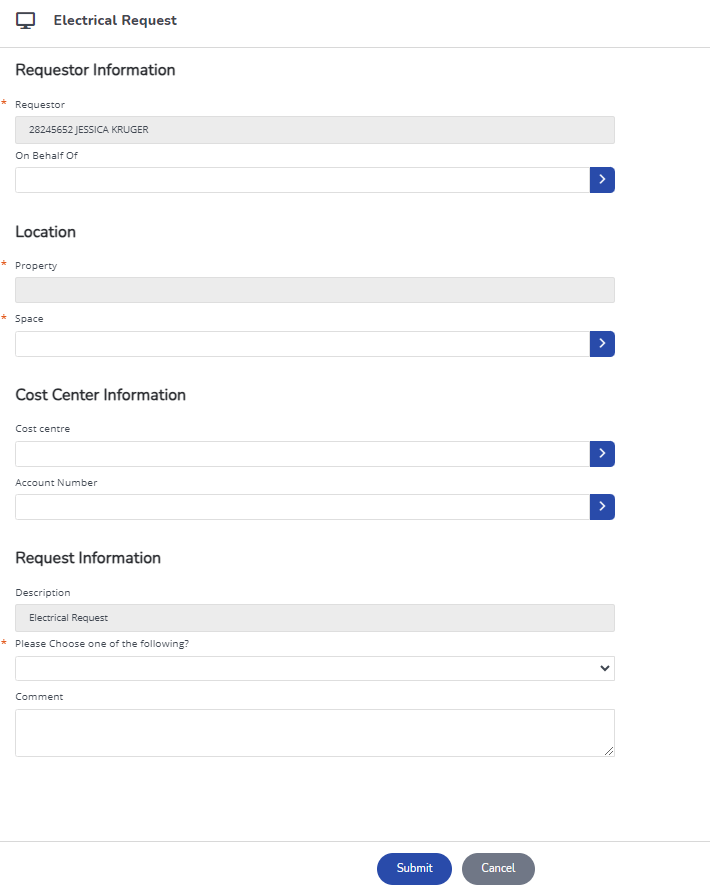 Electrical Request
Requestor Information
* Requestor
28245652 JESSICA KRUGER
On Behalf Of
Location
* Property
* Space
Cost Center Information
Cost centre
Account Number
Request Information
Description
Electrical Request
* Please Choose one of the following?
Comment
Submit Cancel